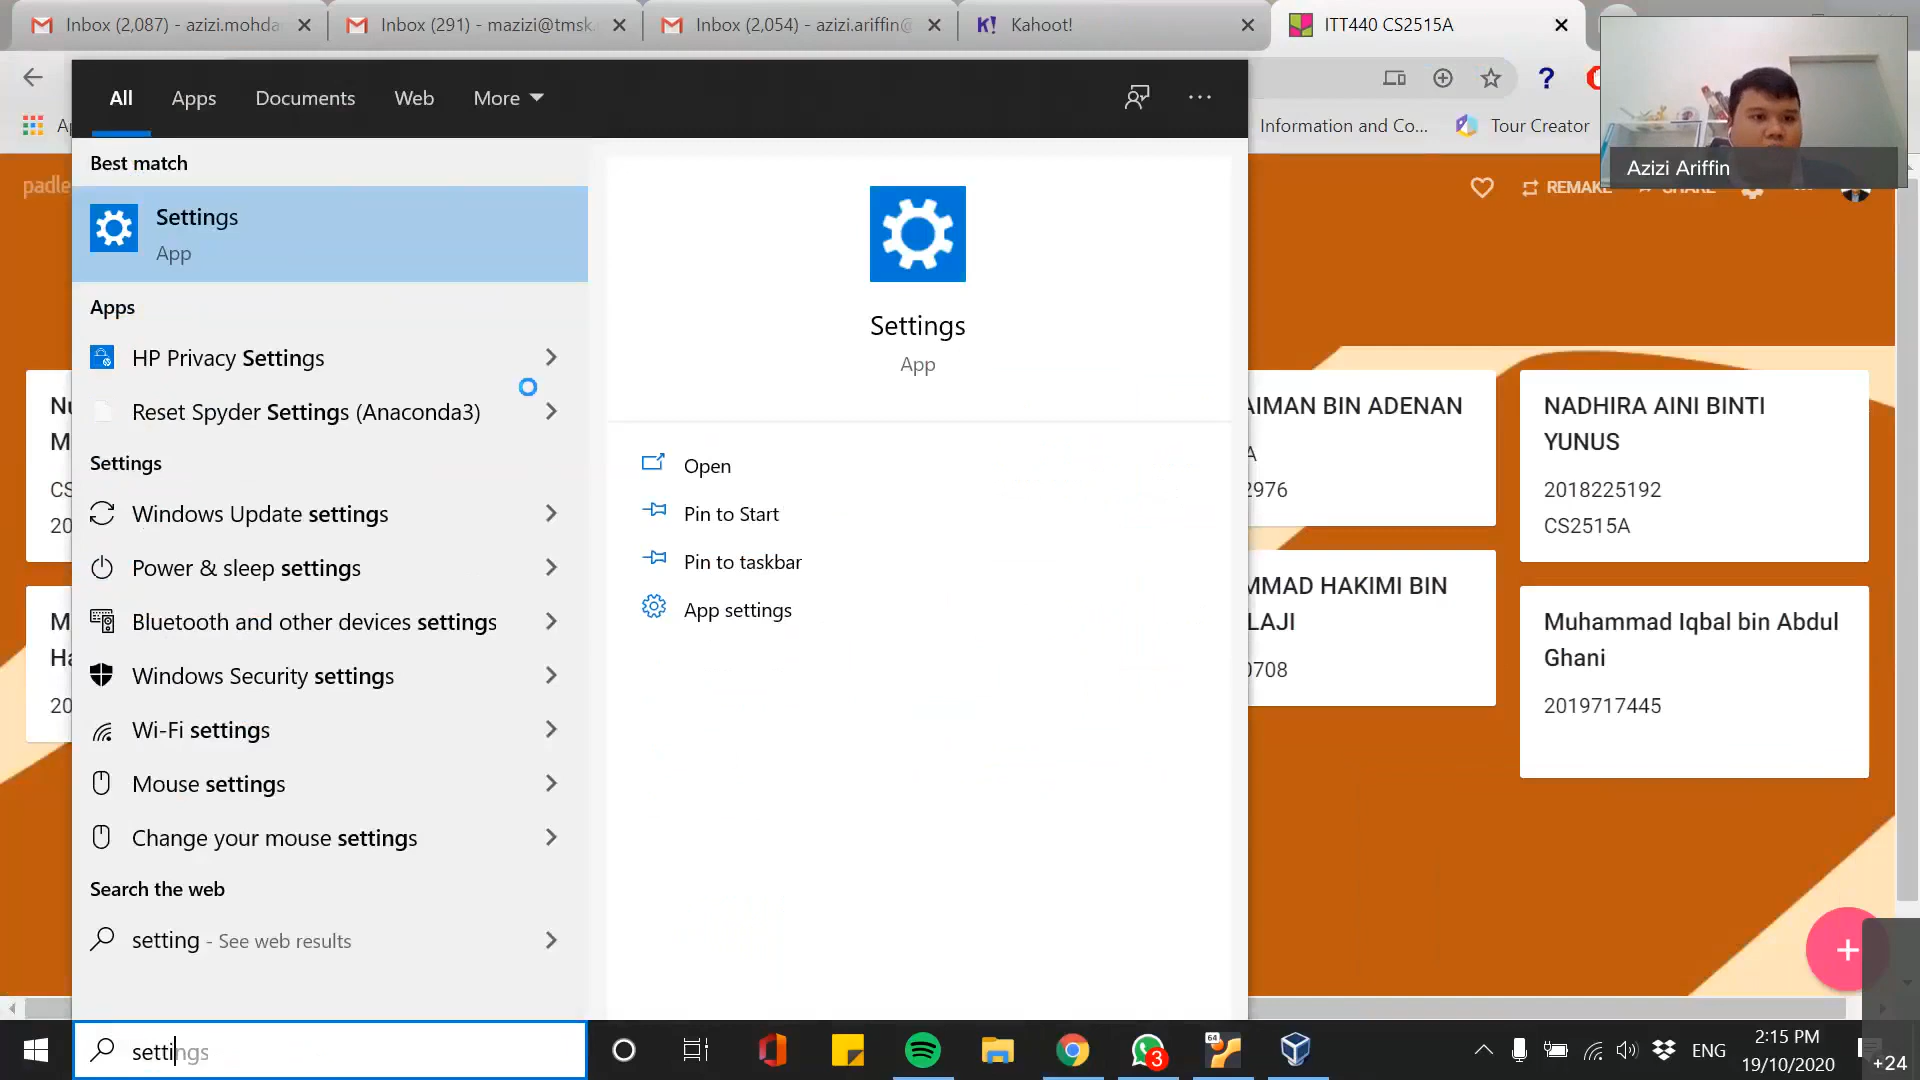 Inbox (2,087) - azizi.mohda
Inbox (291) - mazizi@tmsk.
Inbox (2,054) - azizi.ariffin@
Kahoot!
ITT440 CS2515A
All
Apps
Documents
Web
More
Information and Co...
Tour Creator
Azizi Ariffin
padle
REMAKE
SHARE
Best match
Settings
App
Apps
HP Privacy Settings
Reset Spyder Settings (Anaconda3)
Settings
Windows Update settings
Power & sleep settings
Bluetooth and other devices settings
Windows Security settings
Wi-Fi settings
Mouse settings
Change your mouse settings
Search the web
setting - See web results
Settings
App
Open
Pin to Start
Pin to taskbar
App settings
AIMAN BIN ADENAN
A
2976
MMAD HAKIMI BIN
LAJI
0708
NADHIRA AINI BINTI
YUNUS
2018225192
CS2515A
Muhammad Iqbal bin Abdul
Ghani
2019717445
settings
64
3
ENG
2:15 PM
19/10/2020
+24